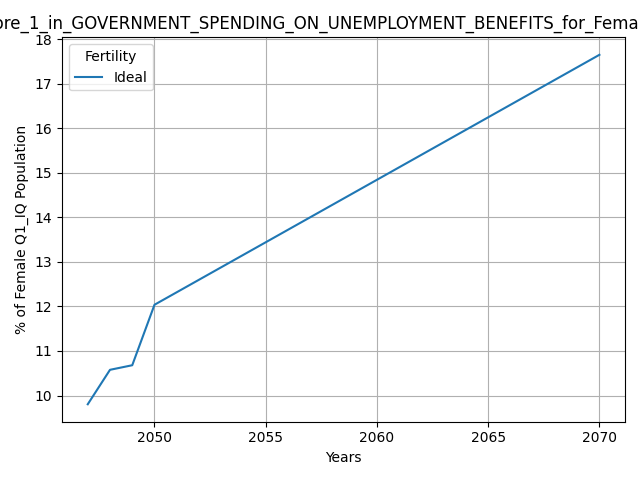 ore_1_in_GOVERNMENT_SPENDING_ON_UNEMPLOYMENT_BENEFITS_for_Fema
Fertility
Ideal
18
17
16
15
14
13
12
11
10
% of Female Q1_IQ Population
2050 2055 2060 2065 2070
Years